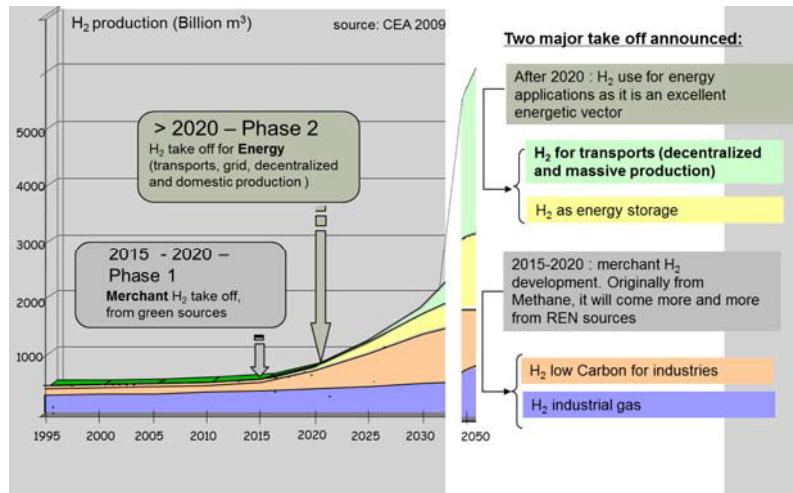 H₂ production (Billion m³)
source: CEA 2009
5000
4000
3000
2000
1000
1995
2000
2005
2010
2015
2020
2025
2030
2050
> 2020 – Phase 2
H₂ take off for Energy
(transports, grid, decentralized
and domestic production )
2015 - 2020 –
Phase 1
Merchant H₂ take off,
from green sources
Two major take off announced:
After 2020 : H₂ use for energy
applications as it is an excellent
energetic vector
H₂ for transports (decentralized
and massive production)
H₂ as energy storage
2015-2020 : merchant H₂
development. Originally from
Methane, it will come more and more
from REN sources
H₂ low Carbon for industries
H₂ industrial gas